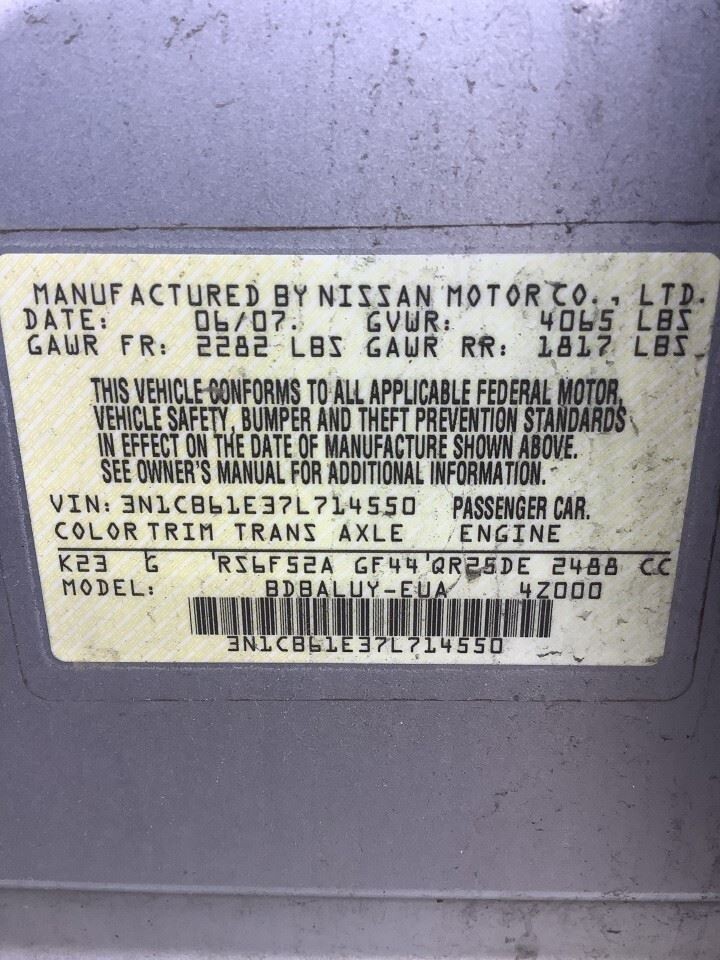 MANUFACTURED BY NISSAN MOTOR CO., LTD.
DATE: 06/07. GVWR: 4065 LBS
GAWR FR: 2282 LBS GAWR RR: 1817 LBS
THIS VEHICLE CONFORMS TO ALL APPLICABLE FEDERAL MOTOR
VEHICLE SAFETY, BUMPER AND THEFT PREVENTION STANDARDS
IN EFFECT ON THE DATE OF MANUFACTURE SHOWN ABOVE.
SEE OWNER'S MANUAL FOR ADDITIONAL INFORMATION.
VIN: 3N1CB61E37L714550 PASSENGER CAR.
COLOR TRIM TRANS AXLE ENGINE
K23 G RS6F52A GF44 QR25DE 2488 CC
MODEL: BDBALUY-EUA 4Z000
3N1CB61E37L714550